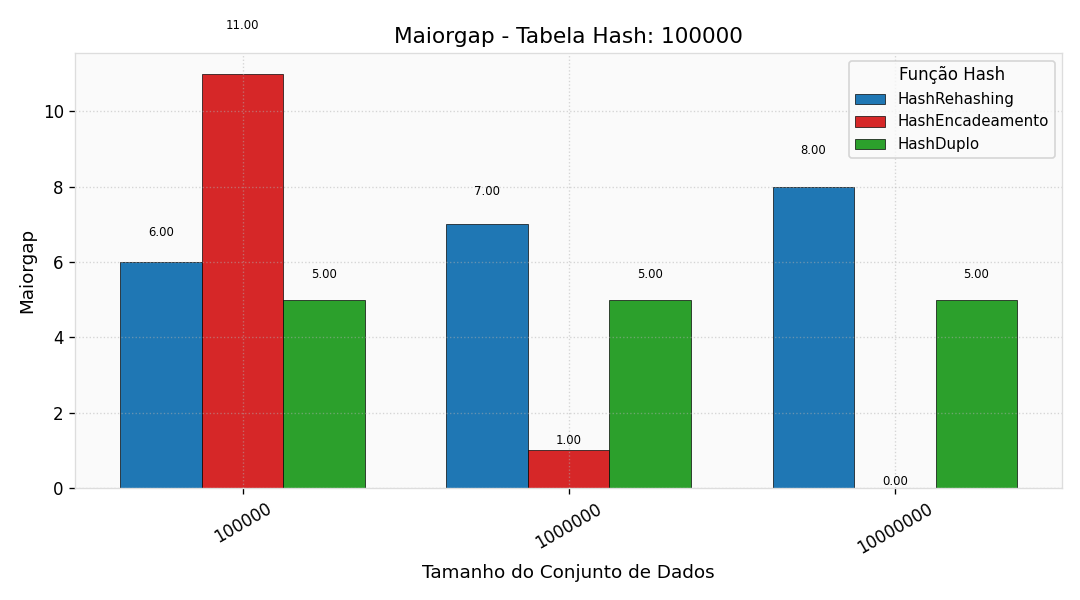 11.00
Maiorgap - Tabela Hash: 100000
Função Hash
HashRehashing
HashEncadeamento
HashDuplo
Maiorgap
10
8
6
4
2
0
6.00
5.00
7.00
1.00
5.00
8.00
0.00
5.00
100000
1000000
10000000
Tamanho do Conjunto de Dados